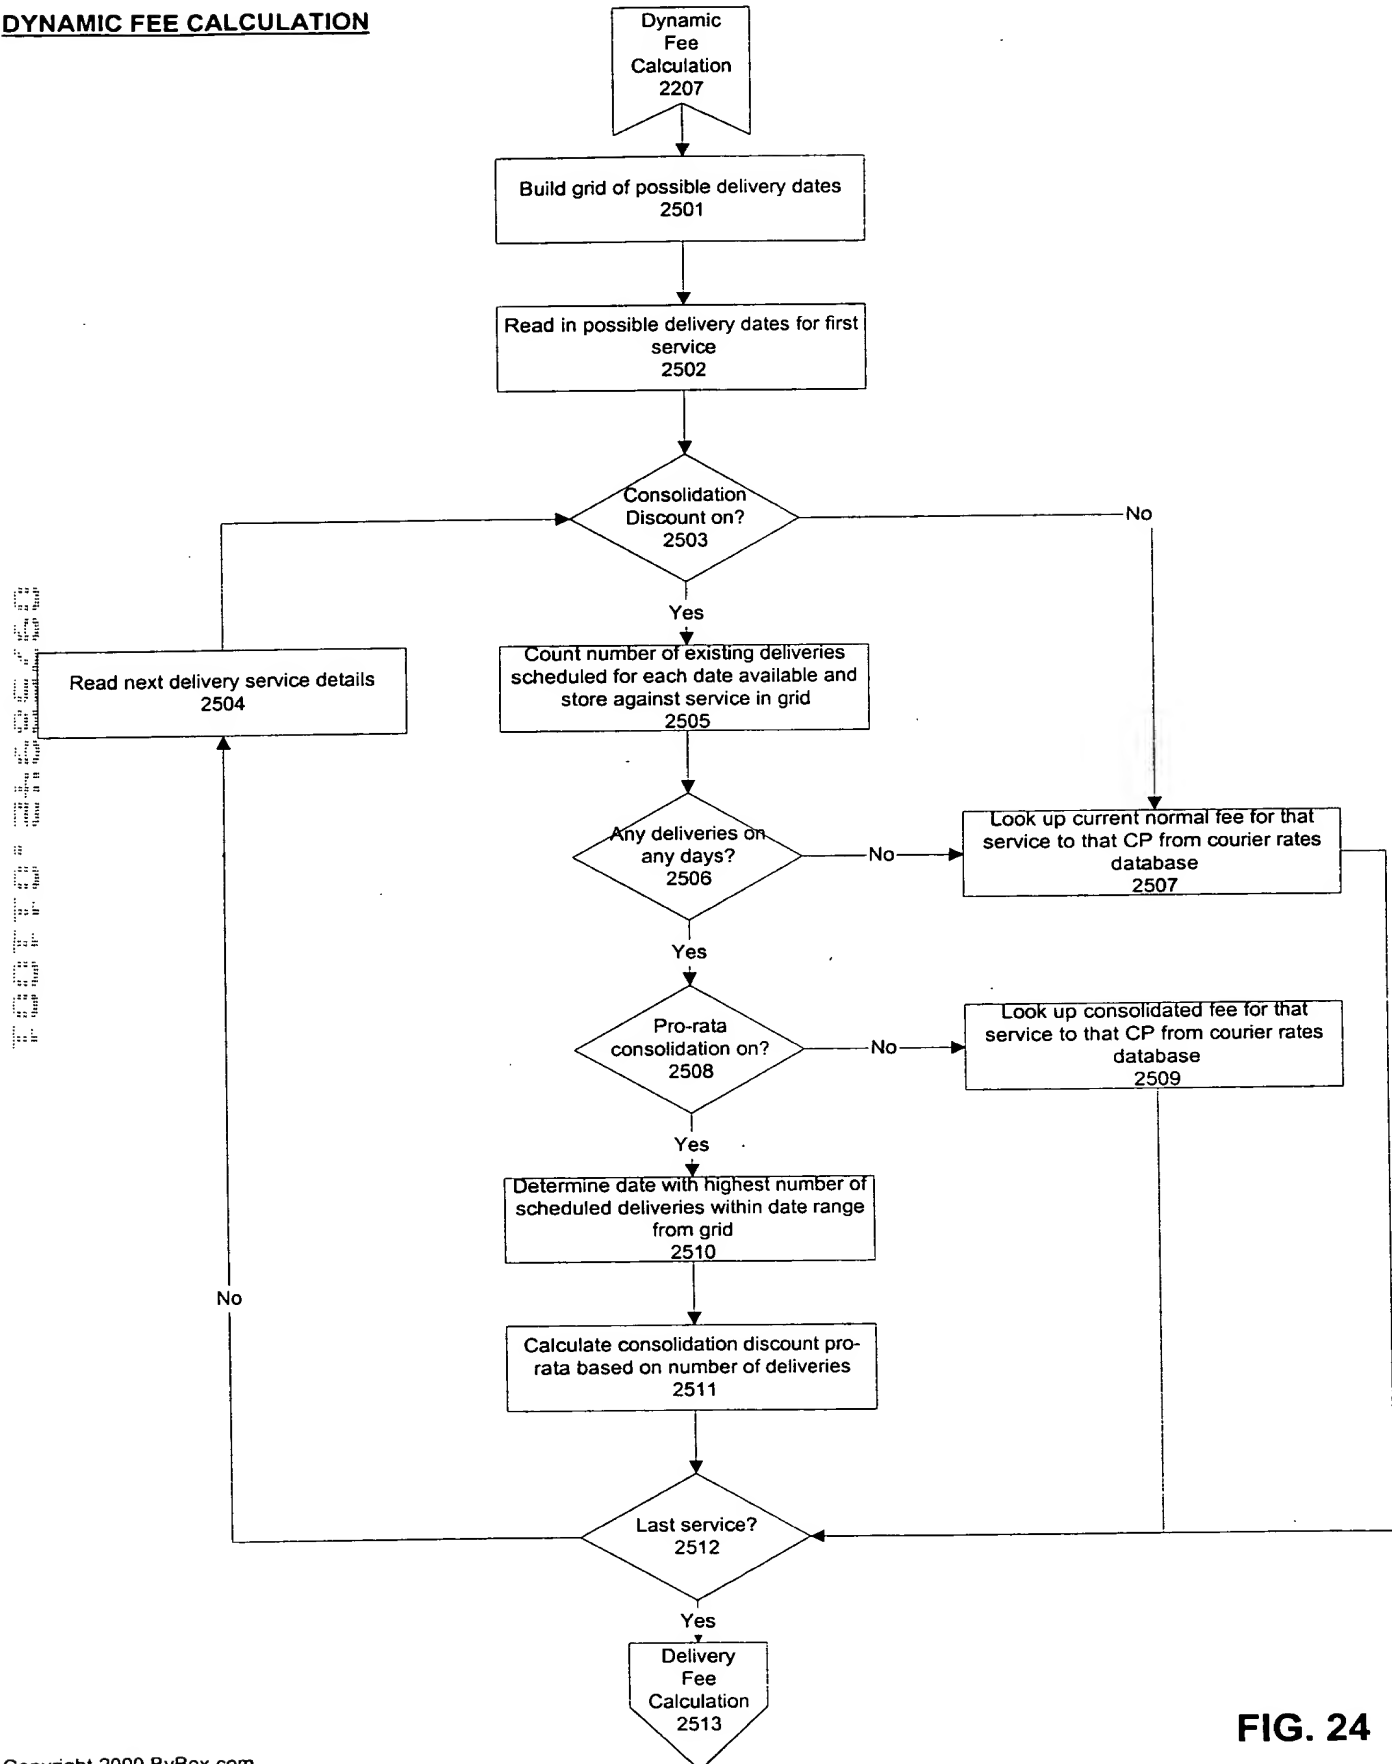 DYNAMIC FEE CALCULATION
Dynamic
Fee
Calculation
2207
Build grid of possible delivery dates
2501
Read in possible delivery dates for first
service
2502
Consolidation
Discount on?
2503
No
Yes
Read next delivery service details
2504
Count number of existing deliveries
scheduled for each date available and
store against service in grid
2505
Any deliveries on
any days?
2506
No
Look up current normal fee for that
service to that CP from courier rates
database
2507
Yes
Pro-rata
consolidation on?
2508
No
Look up consolidated fee for that
service to that CP from courier rates
database
2509
Yes
Determine date with highest number of
scheduled deliveries within date range
from grid
2510
No
Calculate consolidation discount pro-
rata based on number of deliveries
2511
Last service?
2512
Yes
Delivery
Fee
Calculation
2513
FIG. 24
Copyright 2000 ByBox.com